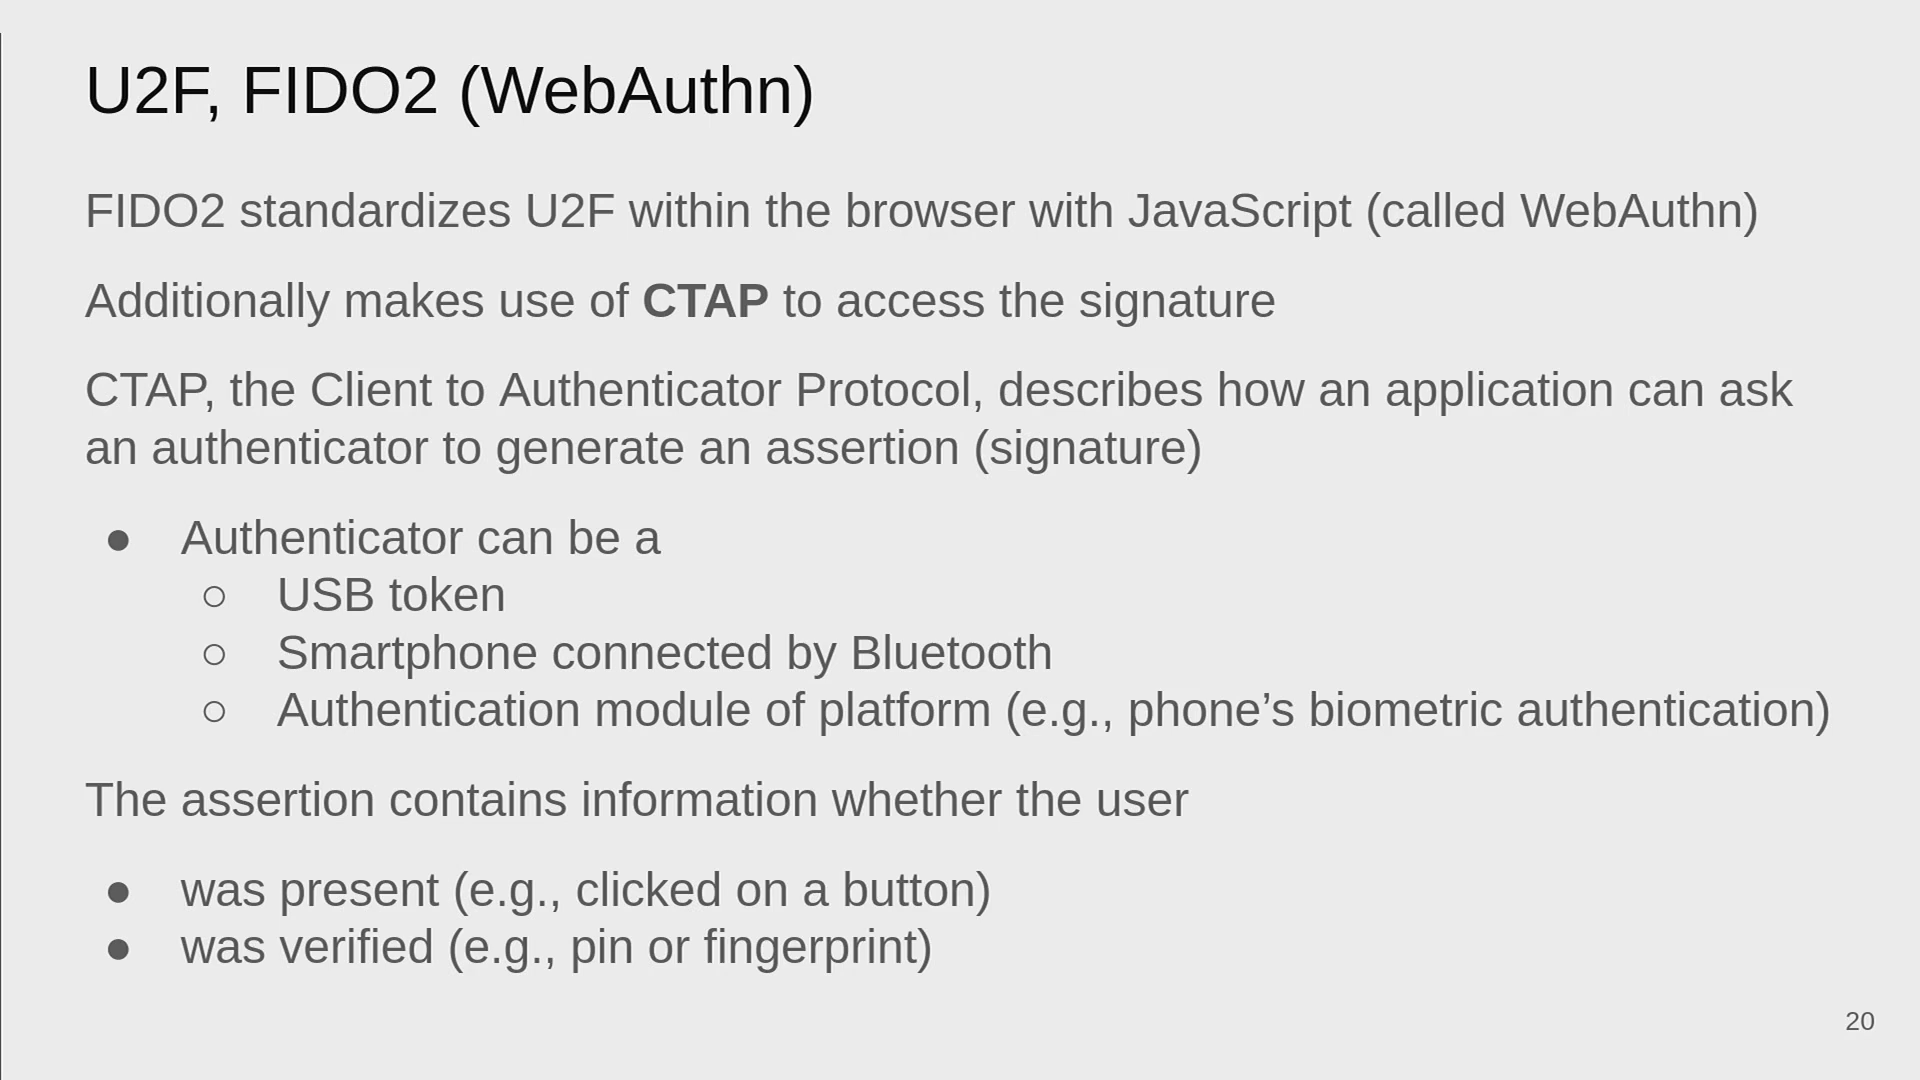 U2F, FIDO2 (WebAuthn)
FIDO2 standardizes U2F within the browser with JavaScript (called WebAuthn)
Additionally makes use of CTAP to access the signature
CTAP, the Client to Authenticator Protocol, describes how an application can ask
an authenticator to generate an assertion (signature)
● Authenticator can be a
○ USB token
○ Smartphone connected by Bluetooth
○ Authentication module of platform (e.g., phone’s biometric authentication)
The assertion contains information whether the user
● was present (e.g., clicked on a button)
● was verified (e.g., pin or fingerprint)
20